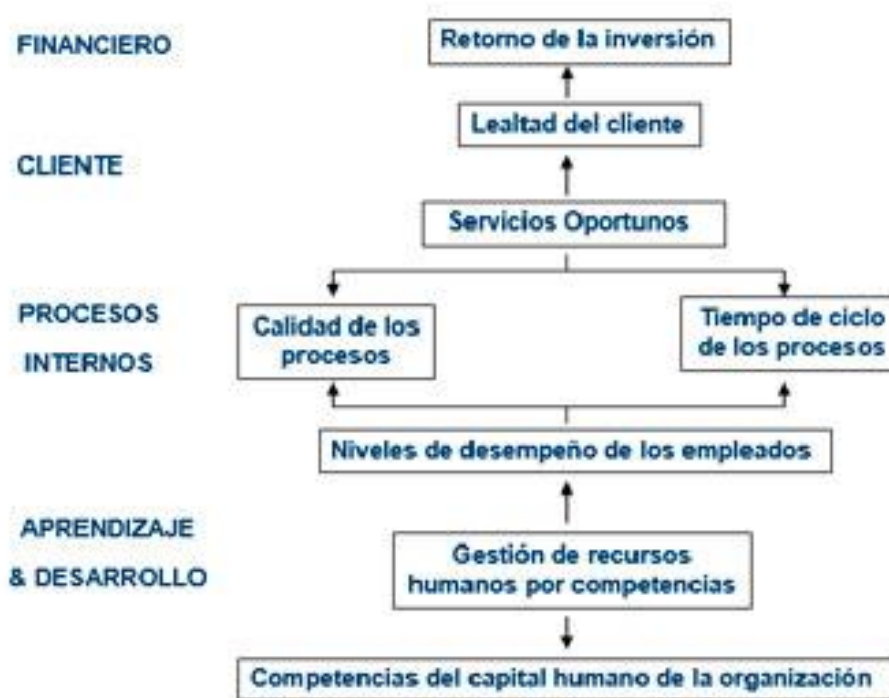 FINANCIERO
Retorno de la inversión
Lealtad del cliente
CLIENTE
Servicios Oportunos
PROCESOS
INTERNOS
Calidad de los
procesos
Tiempo de ciclo
de los procesos
Niveles de desempeño de los empleados
APRENDIZAJE
& DESARROLLO
Gestión de recursos
humanos por competencias
Competencias del capital humano de la organización